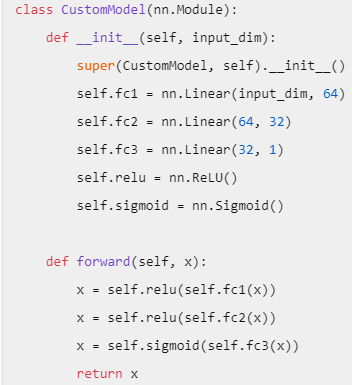 class CustomModel(nn.Module):
    def __init__(self, input_dim):
        super(CustomModel, self).__init__()
        self.fc1 = nn.Linear(input_dim, 64)
        self.fc2 = nn.Linear(64, 32)
        self.fc3 = nn.Linear(32, 1)
        self.relu = nn.ReLU()
        self.sigmoid = nn.Sigmoid()

    def forward(self, x):
        x = self.relu(self.fc1(x))
        x = self.relu(self.fc2(x))
        x = self.sigmoid(self.fc3(x))
        return x